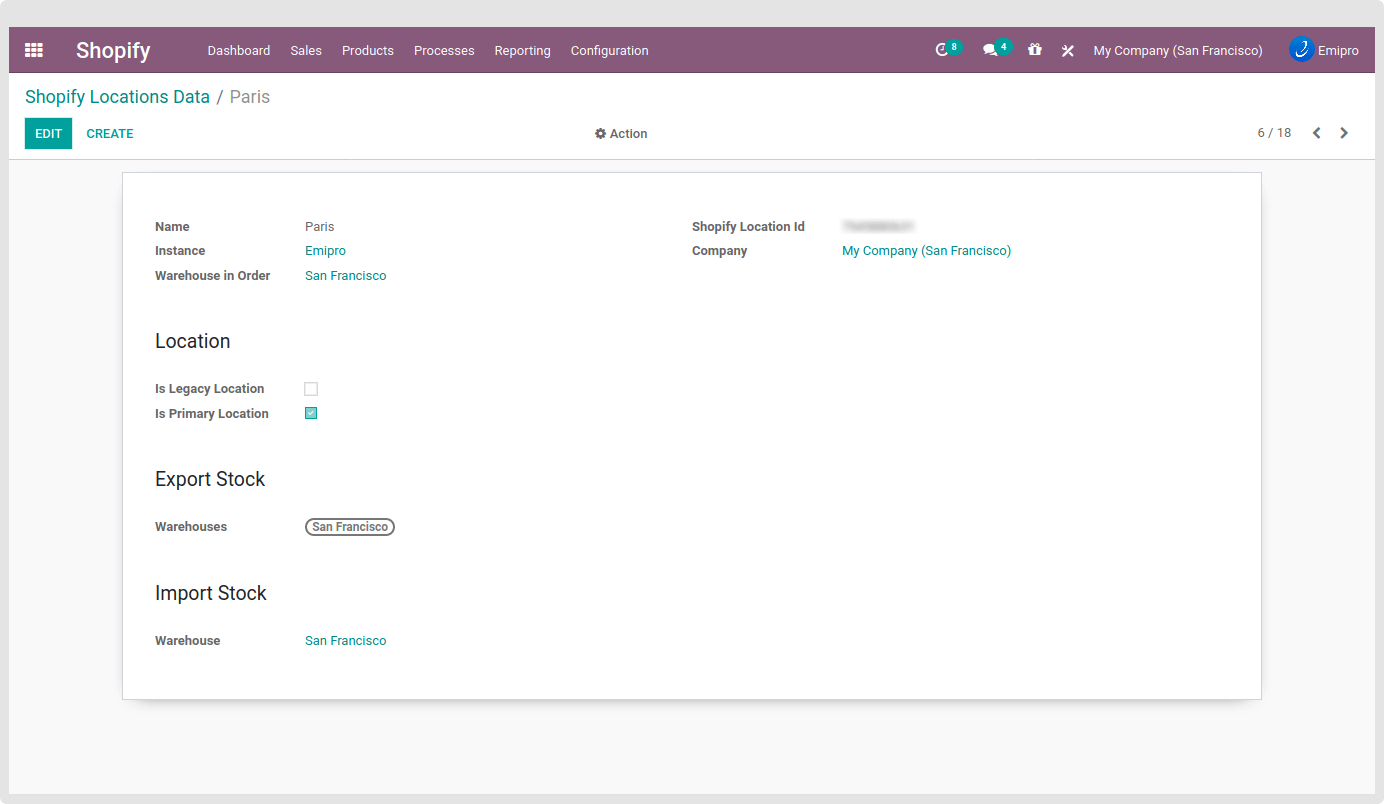 Shopify Dashboard Sales Products Processes Reporting Configuration 8 4 My Company (San Francisco) Emipro
Shopify Locations Data / Paris
EDIT CREATE Action 6 / 18
Name Paris Shopify Location Id
Instance Emipro Company My Company (San Francisco)
Warehouse in Order San Francisco
Location
Is Legacy Location
Is Primary Location
Export Stock
Warehouses San Francisco
Import Stock
Warehouse San Francisco